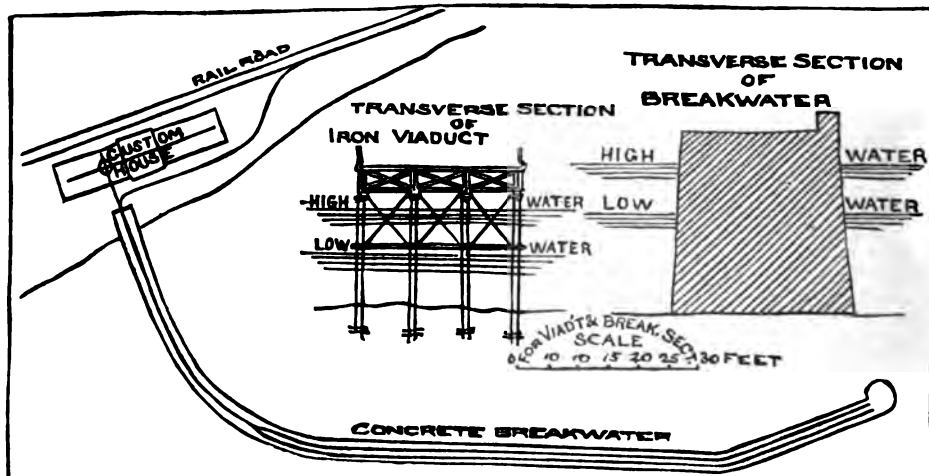 RAIL ROAD
CUSTOM
HOUSE
TRANSVERSE SECTION
OF
IRON VIADUCT
HIGH WATER
LOW WATER
TRANSVERSE SECTION
OF
BREAKWATER
HIGH WATER
LOW WATER
FOR VIAD'T & BREAK. SECT.
SCALE
0 10 10 15 20 25 30 FEET
CONCRETE BREAKWATER